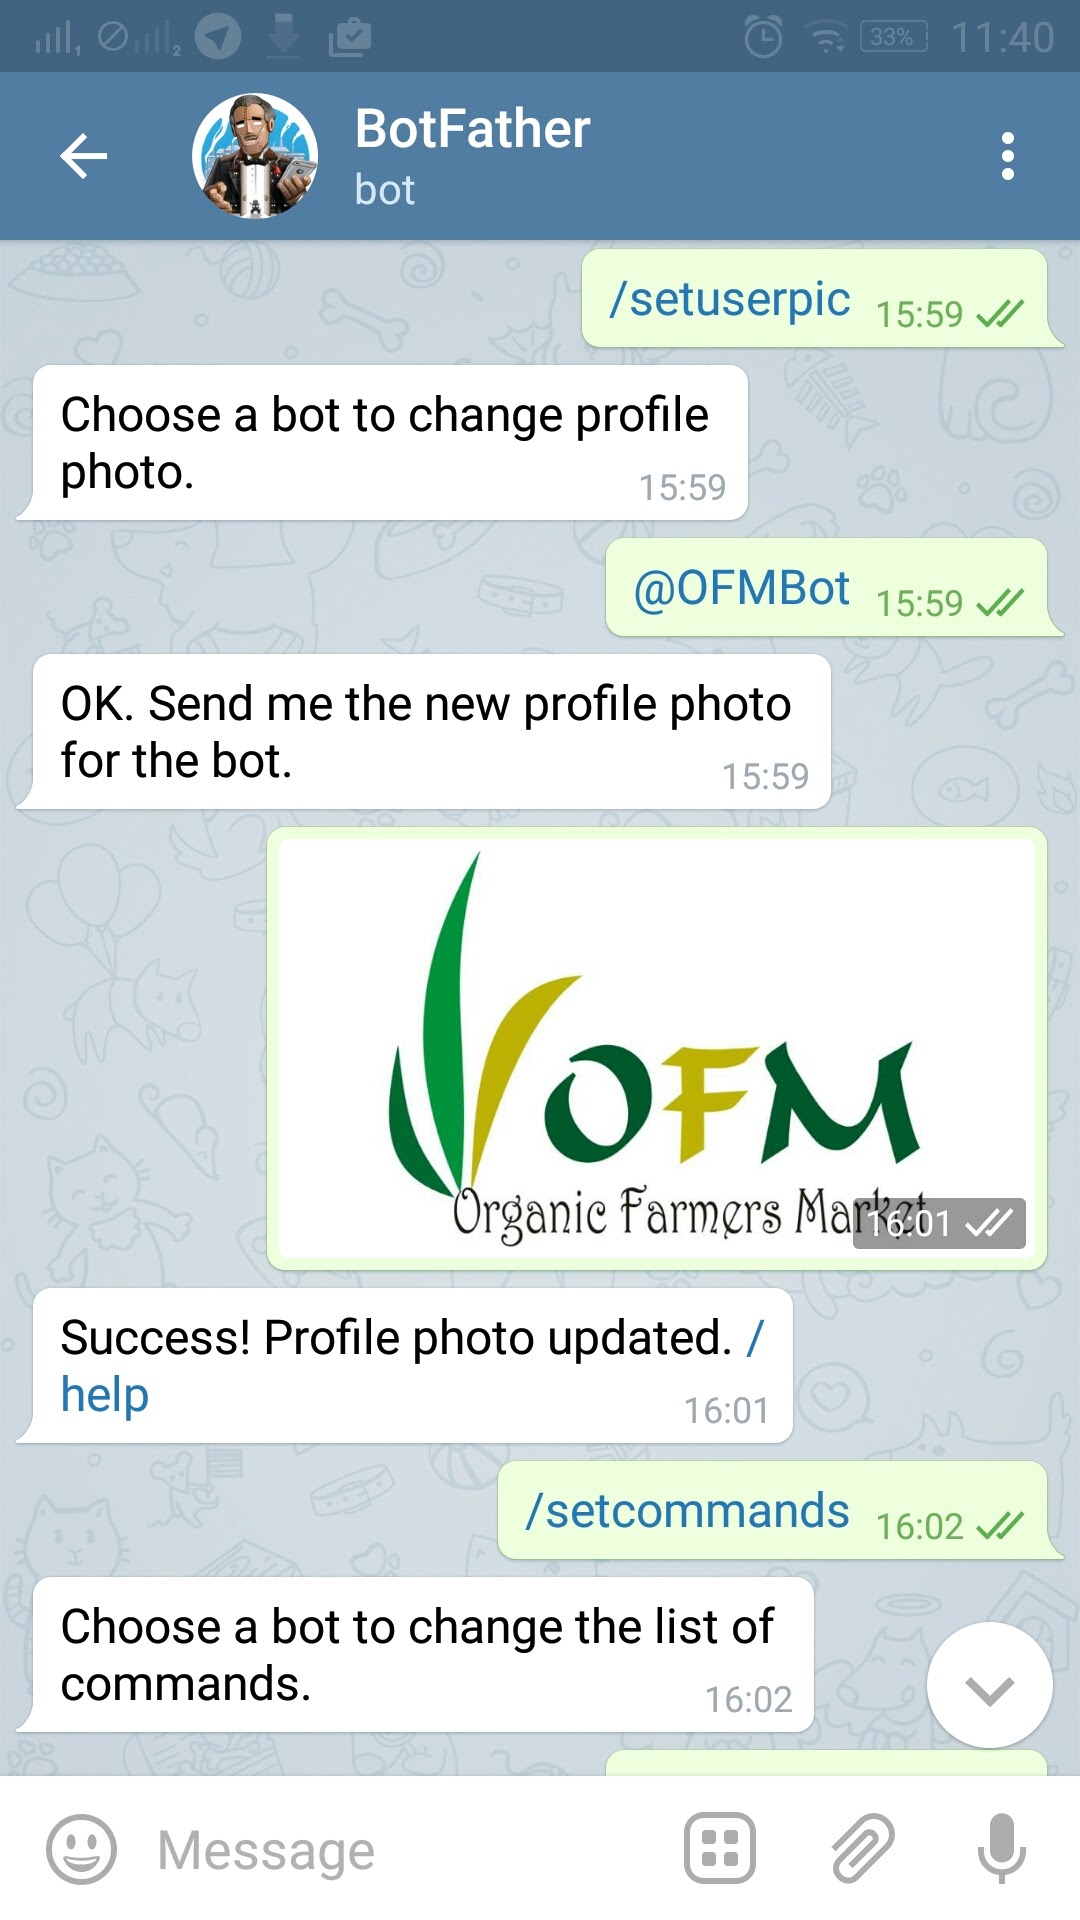 1 2 33% 11:40
BotFather
bot
/setuserpic 15:59
Choose a bot to change profile
photo. 15:59
@OFMBot 15:59
OK. Send me the new profile photo
for the bot. 15:59
OFM
Organic Farmers Market
16:01
Success! Profile photo updated. /
help 16:01
/setcommands 16:02
Choose a bot to change the list of
commands. 16:02
Message